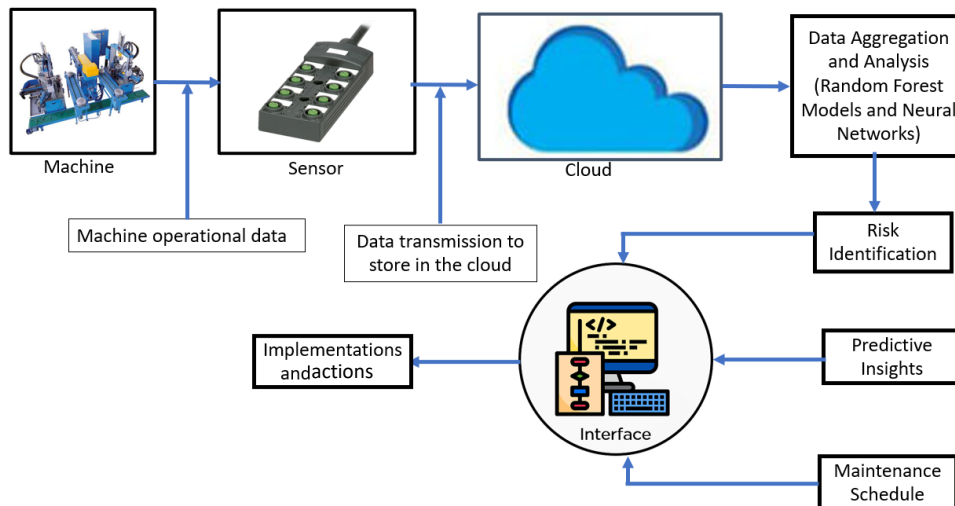 Data Aggregation
and Analysis
(Random Forest
Models and Neural
Networks)
Machine
Sensor
Cloud
Machine operational data
Data transmission to
store in the cloud
Risk
Identification
</>
Implementations
andactions
Predictive
Insights
Interface
Maintenance
Schedule